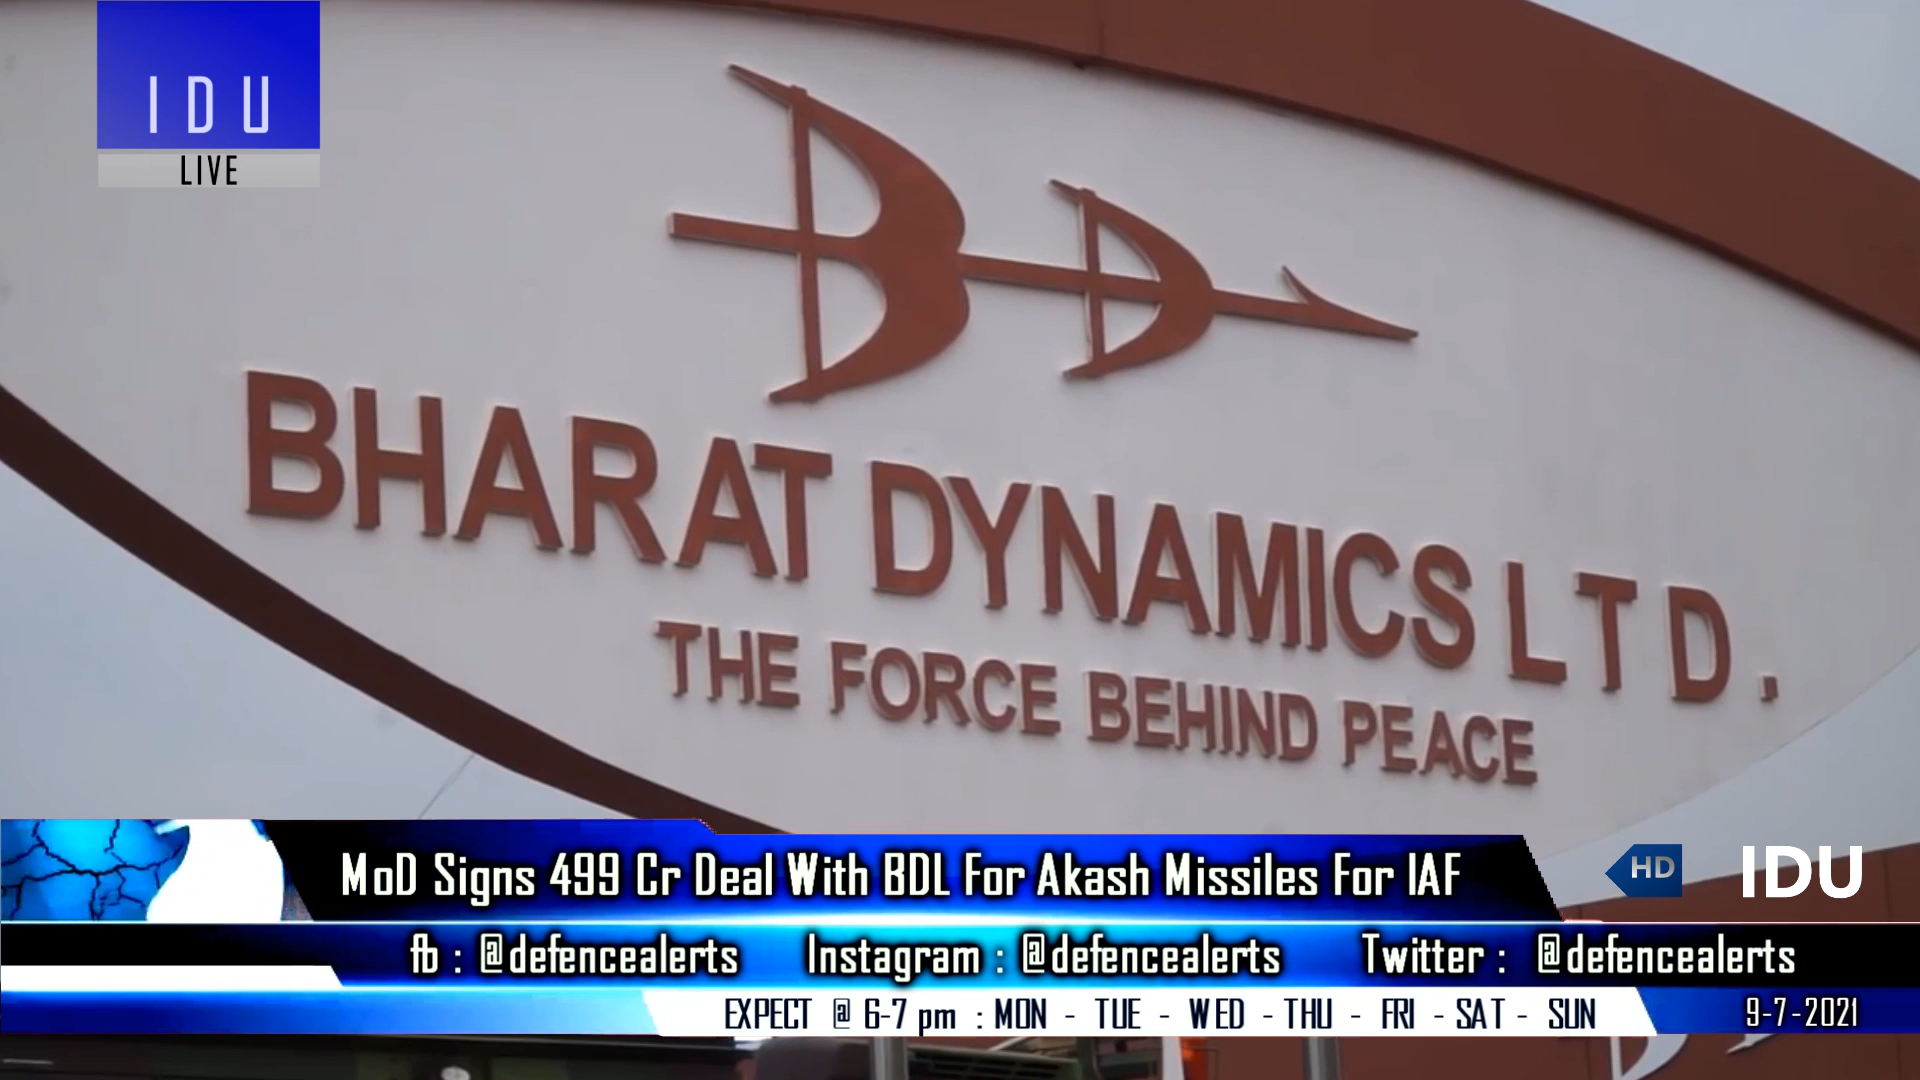 IDU
LIVE
BHARAT DYNAMICS LTD.
THE FORCE BEHIND PEACE
MoD Signs 499 Cr Deal With BDL For Akash Missiles For IAF
HD
IDU
fb : @defencealerts Instagram : @defencealerts Twitter : @defencealerts
EXPECT @ 6-7 pm : MON - TUE - WED - THU - FRI - SAT - SUN
9-7-2021